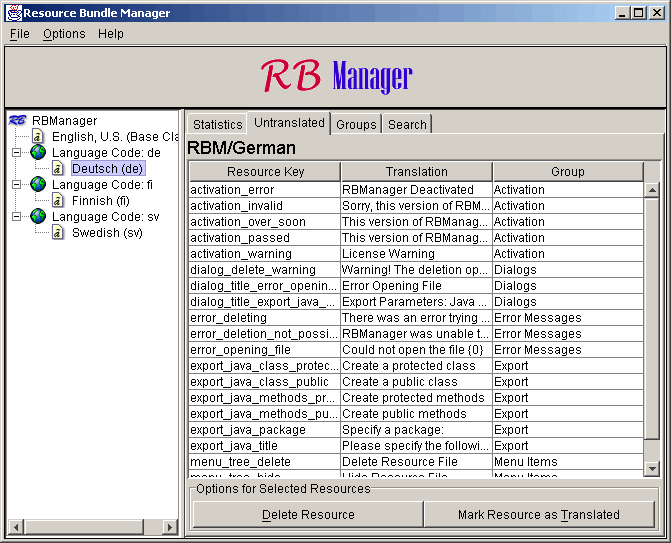 Resource Bundle Manager
File Options Help
RB Manager
RB RBManager
English, U.S. (Base Cla
Language Code: de
Deutsch (de)
Language Code: fi
Finnish (fi)
Language Code: sv
Swedish (sv)
Statistics Untranslated Groups Search
RBM/German
Resource Key Translation Group
activation_error RBManager Deactivated Activation
activation_invalid Sorry, this version of RBM... Activation
activation_over_soon This version of RBManag... Activation
activation_passed This version of RBManag... Activation
activation_warning License Warning Activation
dialog_delete_warning Warning! The deletion op... Dialogs
dialog_title_error_openin... Error Opening File Dialogs
dialog_title_export_java_... Export Parameters: Java ... Dialogs
error_deleting There was an error trying ... Error Messages
error_deletion_not_possi... RBManager was unable t... Error Messages
error_opening_file Could not open the file {0} Error Messages
export_java_class_protec... Create a protected class Export
export_java_class_public Create a public class Export
export_java_methods_pr... Create protected methods Export
export_java_methods_pu... Create public methods Export
export_java_package Specify a package: Export
export_java_title Please specify the followi... Export
menu_tree_delete Delete Resource File Menu Items
menu_tree_hide Hide Resource File Menu Items
Options for Selected Resources
Delete Resource Mark Resource as Translated